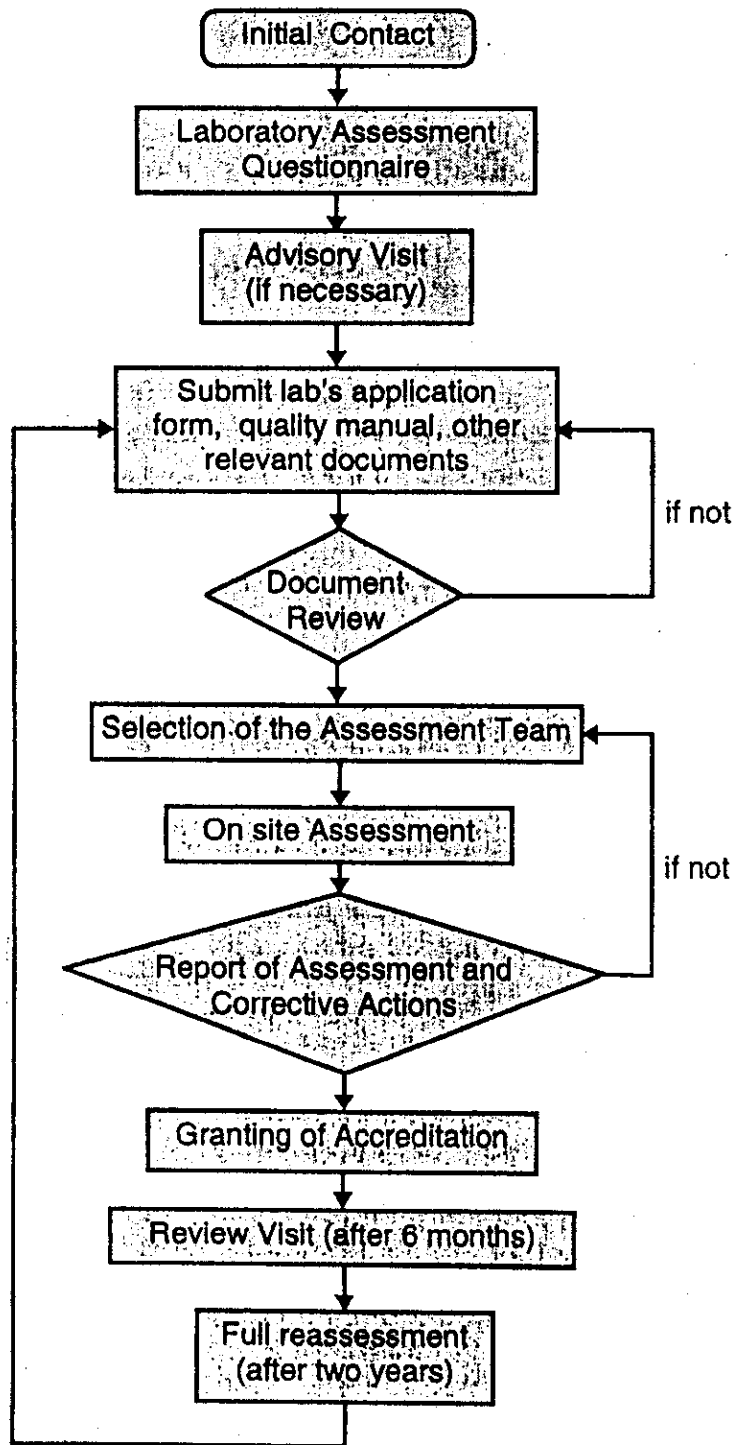 Initial Contact
Laboratory Assessment
Questionnaire
Advisory Visit
(if necessary)
Submit lab's application
form, quality manual, other
relevant documents
if not
Document
Review
Selection of the Assessment Team
On site Assessment
if not
Report of Assessment and
Corrective Actions
Granting of Accreditation
Review Visit (after 6 months)
Full reassessment
(after two years)